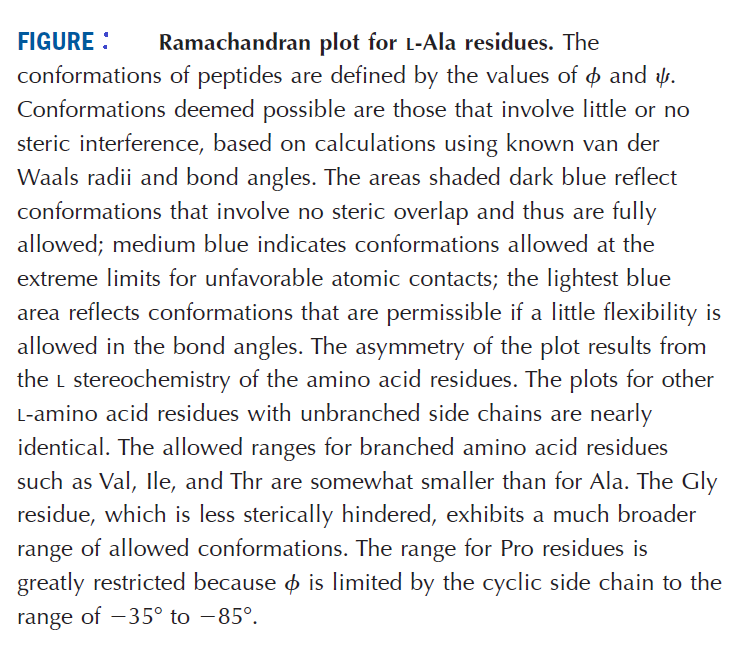 FIGURE : Ramachandran plot for L-Ala residues. The
conformations of peptides are defined by the values of ϕ and ψ.
Conformations deemed possible are those that involve little or no
steric interference, based on calculations using known van der
Waals radii and bond angles. The areas shaded dark blue reflect
conformations that involve no steric overlap and thus are fully
allowed; medium blue indicates conformations allowed at the
extreme limits for unfavorable atomic contacts; the lightest blue
area reflects conformations that are permissible if a little flexibility is
allowed in the bond angles. The asymmetry of the plot results from
the L stereochemistry of the amino acid residues. The plots for other
L-amino acid residues with unbranched side chains are nearly
identical. The allowed ranges for branched amino acid residues
such as Val, Ile, and Thr are somewhat smaller than for Ala. The Gly
residue, which is less sterically hindered, exhibits a much broader
range of allowed conformations. The range for Pro residues is
greatly restricted because ϕ is limited by the cyclic side chain to the
range of −35° to −85°.